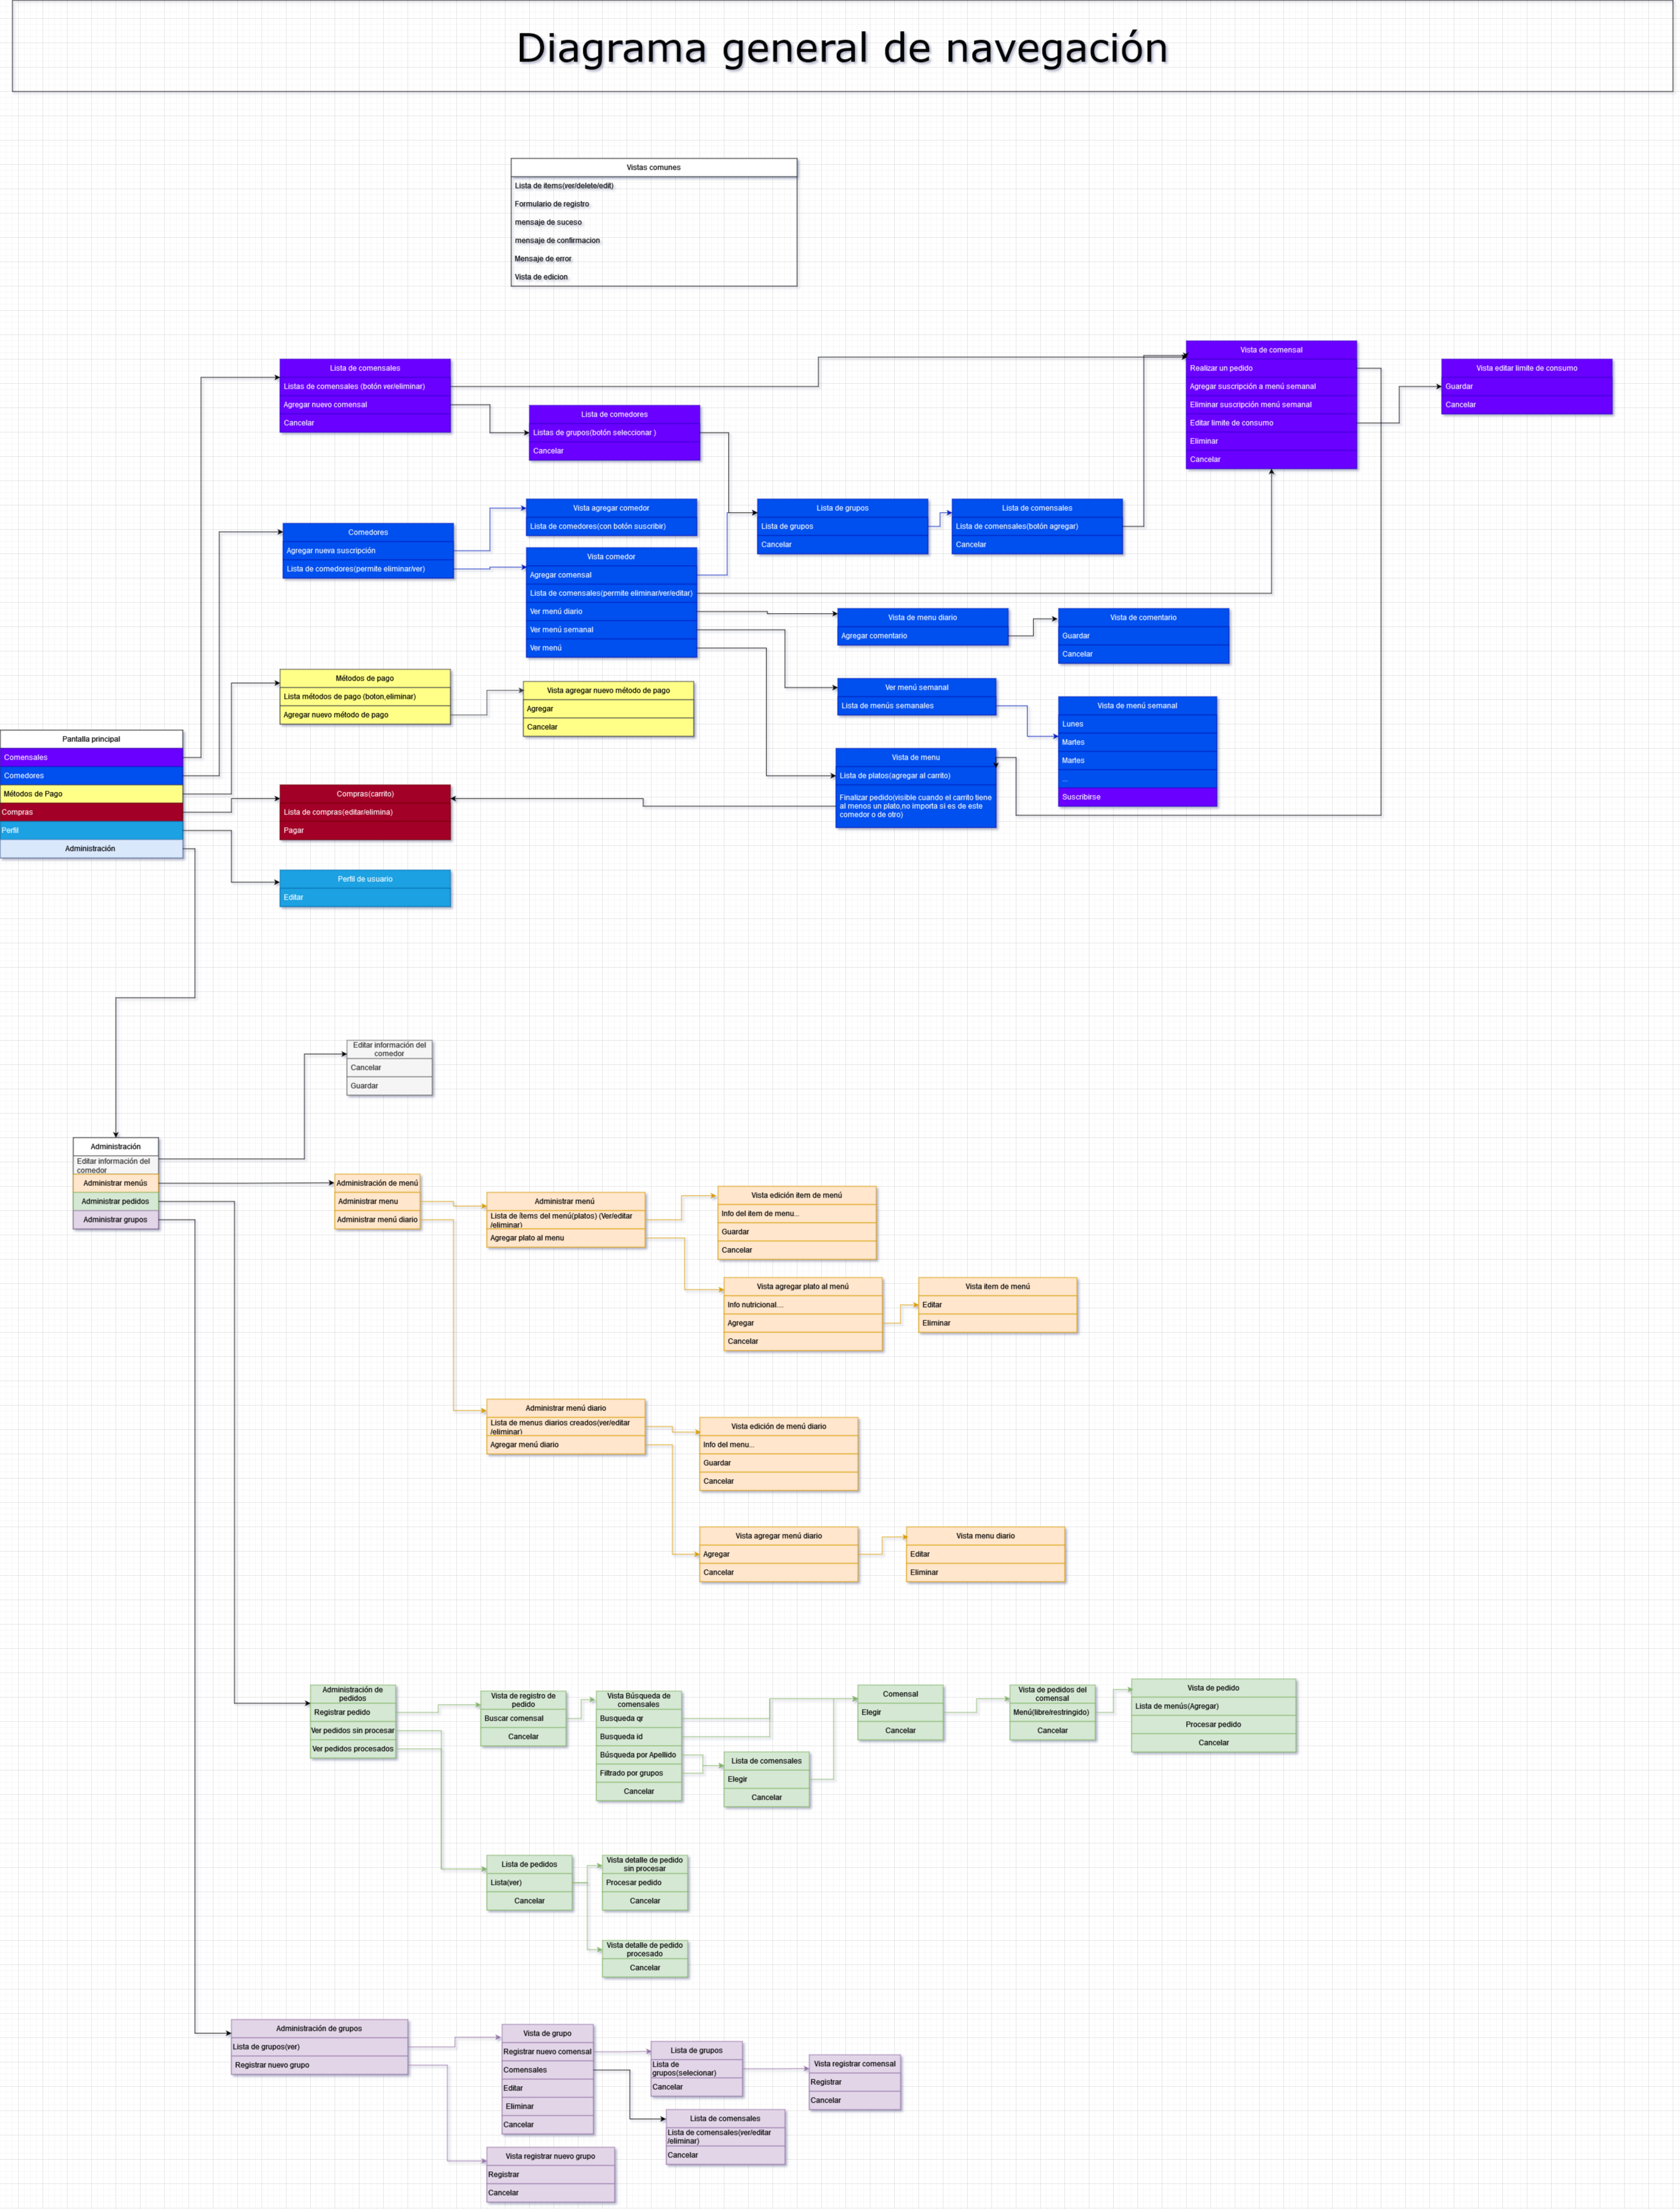 Diagrama general de navegación
Vistas comunes
Lista de items(ver/delete/edit)
Formulario de registro
mensaje de suceso
mensaje de confirmacion
Mensaje de error
Vista de edicion
Lista de comensales
Listas de comensales (botón ver/eliminar)
Agregar nuevo comensal
Cancelar
Lista de comedores
Listas de grupos(botón seleccionar )
Cancelar
Vista de comensal
Realizar un pedido
Agregar suscripción a menú semanal
Eliminar suscripción menú semanal
Editar limite de consumo
Eliminar
Cancelar
Vista editar limite de consumo
Guardar
Cancelar
Comedores
Agregar nueva suscripción
Lista de comedores(permite eliminar/ver)
Vista agregar comedor
Lista de comedores(con botón suscribir)
Vista comedor
Agregar comensal
Lista de comensales(permite eliminar/ver/editar)
Ver menú diario
Ver menú semanal
Ver menú
Lista de grupos
Lista de grupos
Cancelar
Lista de comensales
Lista de comensales(botón agregar)
Cancelar
Vista de menu diario
Agregar comentario
Vista de comentario
Guardar
Cancelar
Métodos de pago
Lista métodos de pago (boton,eliminar)
Agregar nuevo método de pago
Vista agregar nuevo método de pago
Agregar
Cancelar
Ver menú semanal
Lista de menús semanales
Vista de menú semanal
Lunes
Martes
Martes
...
Suscribirse
Pantalla principal
Comensales
Comedores
Métodos de Pago
Compras
Perfil
Administración
Compras(carrito)
Lista de compras(editar/elimina)
Pagar
Vista de menu
Lista de platos(agregar al carrito)
Finalizar pedido(visible cuando el carrito tiene
al menos un plato,no importa si es de este
comedor o de otro)
Perfil de usuario
Editar
Editar información del
comedor
Cancelar
Guardar
Administración
Editar información del
comedor
Administrar menús
Administrar pedidos
Administrar grupos
Administración de menú
Administrar menu
Administrar menú diario
Administrar menú
Lista de ítems del menú(platos) (Ver/editar
/eliminar)
Agregar plato al menu
Vista edición item de menú
Info del item de menu...
Guardar
Cancelar
Vista agregar plato al menú
Info nutricional....
Agregar
Cancelar
Vista item de menú
Editar
Eliminar
Administrar menú diario
Lista de menus diarios creados(ver/editar
/eliminar)
Agregar menú diario
Vista edición de menú diario
Info del menu...
Guardar
Cancelar
Vista agregar menú diario
Agregar
Cancelar
Vista menu diario
Editar
Eliminar
Administración de
pedidos
Registrar pedido
Ver pedidos sin procesar
Ver pedidos procesados
Vista de registro de
pedido
Buscar comensal
Cancelar
Vista Búsqueda de
comensales
Busqueda qr
Busqueda id
Búsqueda por Apellido
Filtrado por grupos
Cancelar
Lista de comensales
Elegir
Cancelar
Comensal
Elegir
Cancelar
Vista de pedidos del
comensal
Menú(libre/restringido)
Cancelar
Vista de pedido
Lista de menús(Agregar)
Procesar pedido
Cancelar
Lista de pedidos
Lista(ver)
Cancelar
Vista detalle de pedido
sin procesar
Procesar pedido
Cancelar
Vista detalle de pedido
procesado
Cancelar
Administración de grupos
Lista de grupos(ver)
Registrar nuevo grupo
Vista de grupo
Registrar nuevo comensal
Comensales
Editar
Eliminar
Cancelar
Lista de grupos
Lista de
grupos(selecionar)
Cancelar
Vista registrar comensal
Registrar
Cancelar
Lista de comensales
Lista de comensales(ver/editar
/eliminar)
Cancelar
Vista registrar nuevo grupo
Registrar
Cancelar